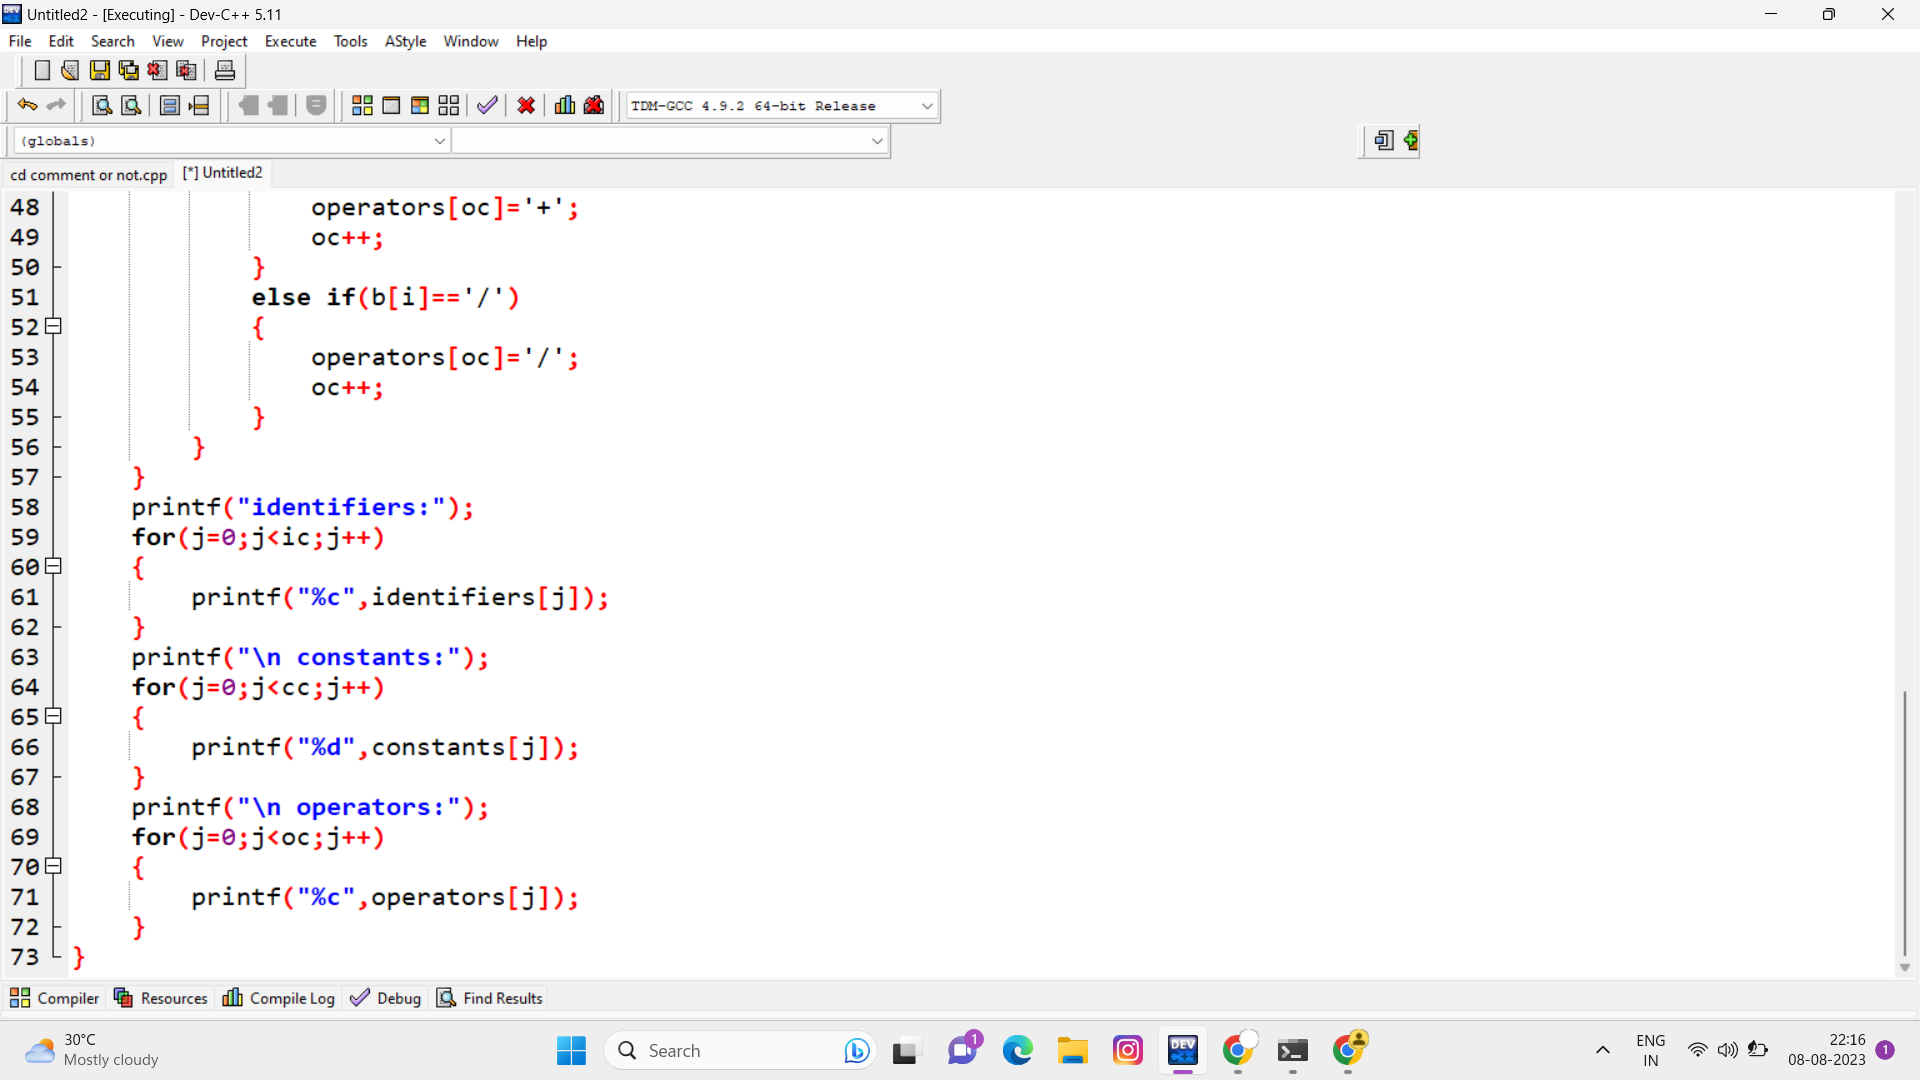 Untitled2 - [Executing] - Dev-C++ 5.11
File Edit Search View Project Execute Tools AStyle Window Help
TDM-GCC 4.9.2 64-bit Release
(globals)
cd comment or not.cpp [*] Untitled2
48 operators[oc]='+';
49 oc++;
50 }
51 else if(b[i]=='/')
52 {
53 operators[oc]='/';
54 oc++;
55 }
56 }
57 }
58 printf("identifiers:");
59 for(j=0;j<ic;j++)
60 {
61 printf("%c",identifiers[j]);
62 }
63 printf("\n constants:");
64 for(j=0;j<cc;j++)
65 {
66 printf("%d",constants[j]);
67 }
68 printf("\n operators:");
69 for(j=0;j<oc;j++)
70 {
71 printf("%c",operators[j]);
72 }
73 }
Compiler Resources Compile Log Debug Find Results
30°C
Mostly cloudy
Search
1
DEV
C++
ENG
IN
22:16
08-08-2023
1